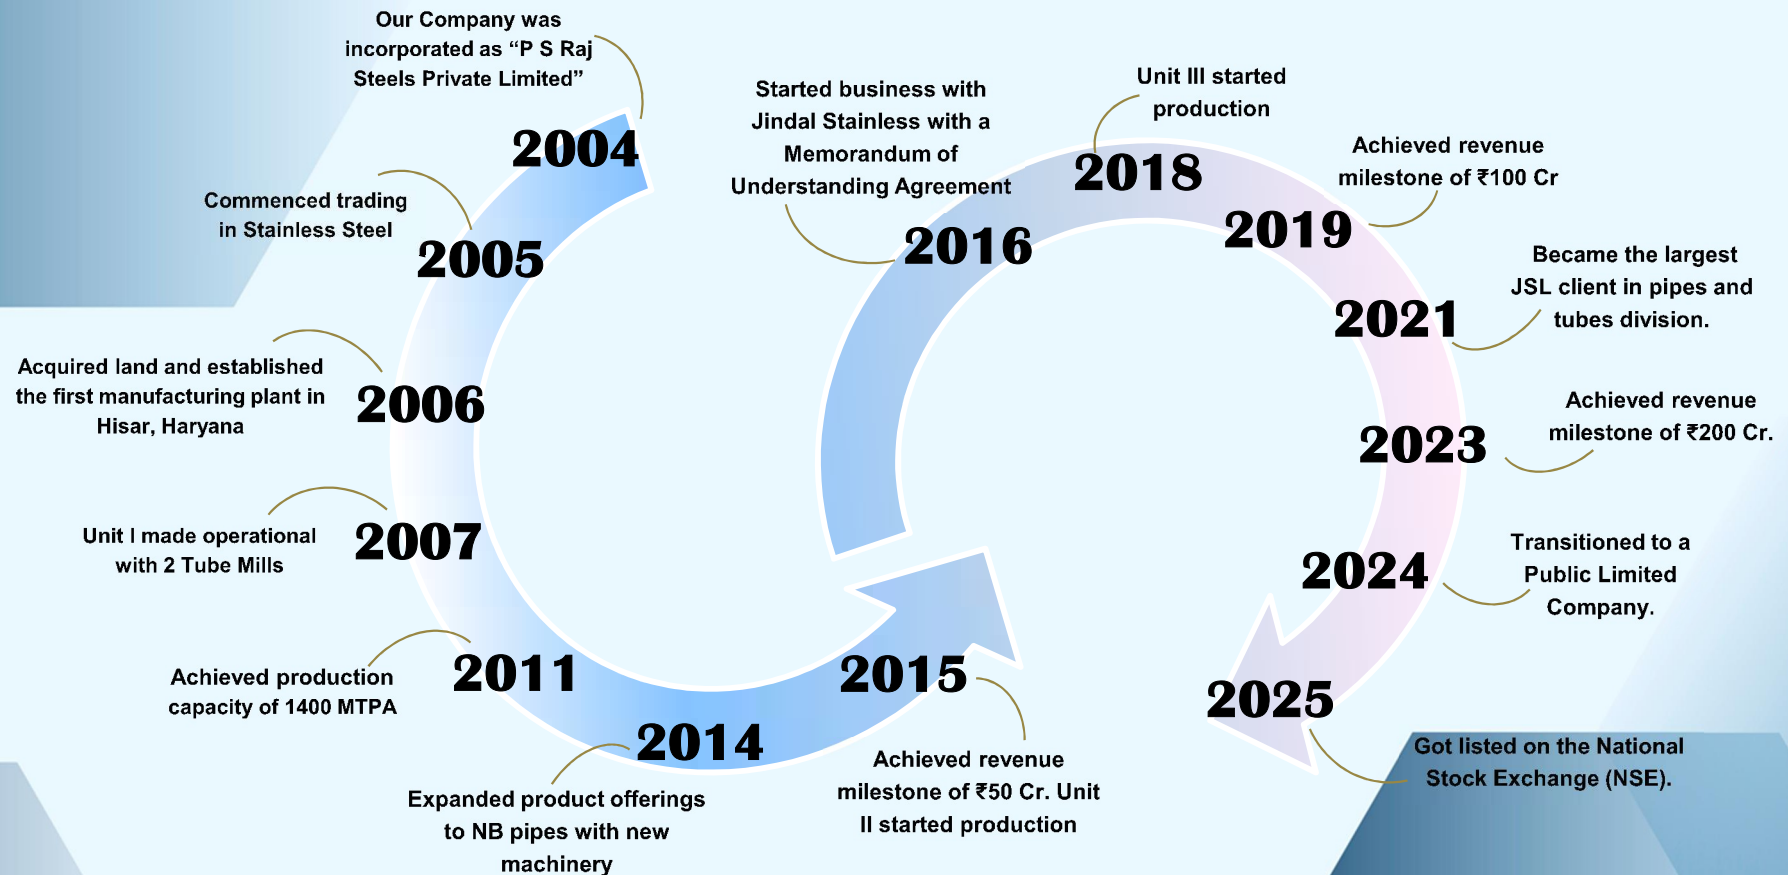 Our Company was
incorporated as “P S Raj
Steels Private Limited”
2004
Commenced trading
in Stainless Steel
2005
Acquired land and established
the first manufacturing plant in
Hisar, Haryana
2006
Unit I made operational
with 2 Tube Mills
2007
Achieved production
capacity of 1400 MTPA
2011
Expanded product offerings
to NB pipes with new
machinery
2014
Achieved revenue
milestone of ₹50 Cr. Unit
II started production
2015
Started business with
Jindal Stainless with a
Memorandum of
Understanding Agreement
2016
Unit III started
production
2018
Achieved revenue
milestone of ₹100 Cr
2019
Became the largest
JSL client in pipes and
tubes division.
2021
Achieved revenue
milestone of ₹200 Cr.
2023
Transitioned to a
Public Limited
Company.
2024
Got listed on the National
Stock Exchange (NSE).
2025